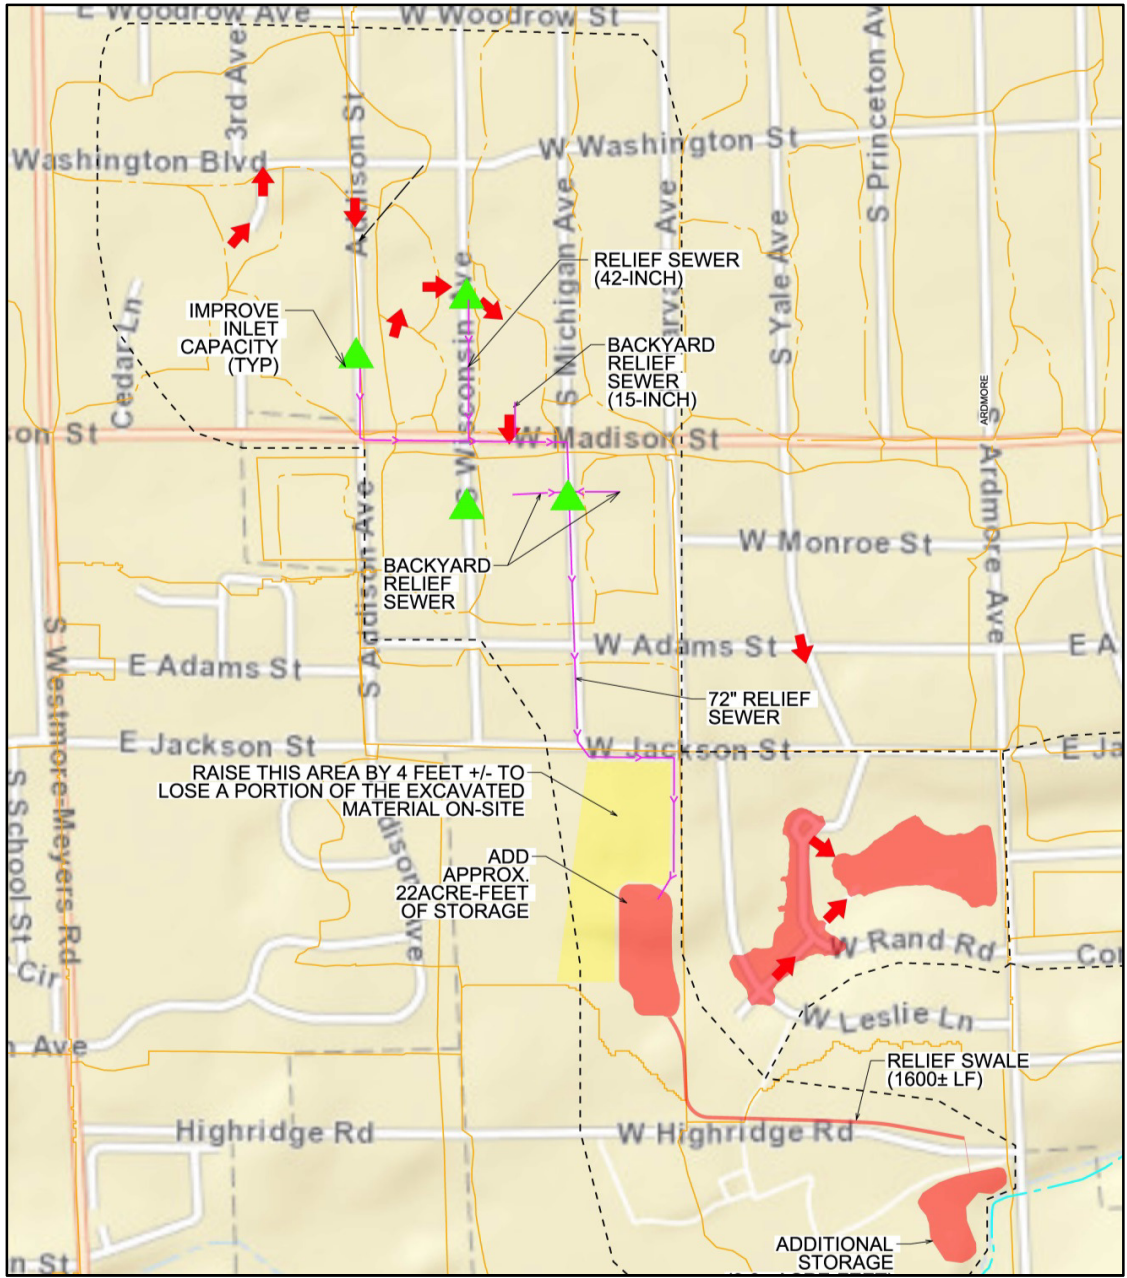 E Woodrow Ave
W Woodrow St
3rd Ave
Addison St
S Princeton Av
Washington Blvd
W Washington St
S Michigan Ave
S Yale Ave
RELIEF SEWER
(42-INCH)
IMPROVE
INLET
CAPACITY
(TYP)
Cedar Ln
S Wisconsin Ave
BACKYARD
RELIEF
SEWER
(15-INCH)
ARDMORE
S Ardmore Ave
son St
W Madison St
S Addison Ave
W Monroe St
BACKYARD
RELIEF
SEWER
S Westmore-Meyers Rd
E Adams St
W Adams St
E A
72" RELIEF
SEWER
E Jackson St
W Jackson St
E Ja
RAISE THIS AREA BY 4 FEET +/- TO
LOSE A PORTION OF THE EXCAVATED
MATERIAL ON-SITE
S School St
ADD
APPROX.
22ACRE-FEET
OF STORAGE
W Rand Rd
Cir
W Leslie Ln
Ave
RELIEF SWALE
(1600± LF)
Highridge Rd
W Highridge Rd
ADDITIONAL
STORAGE
n St